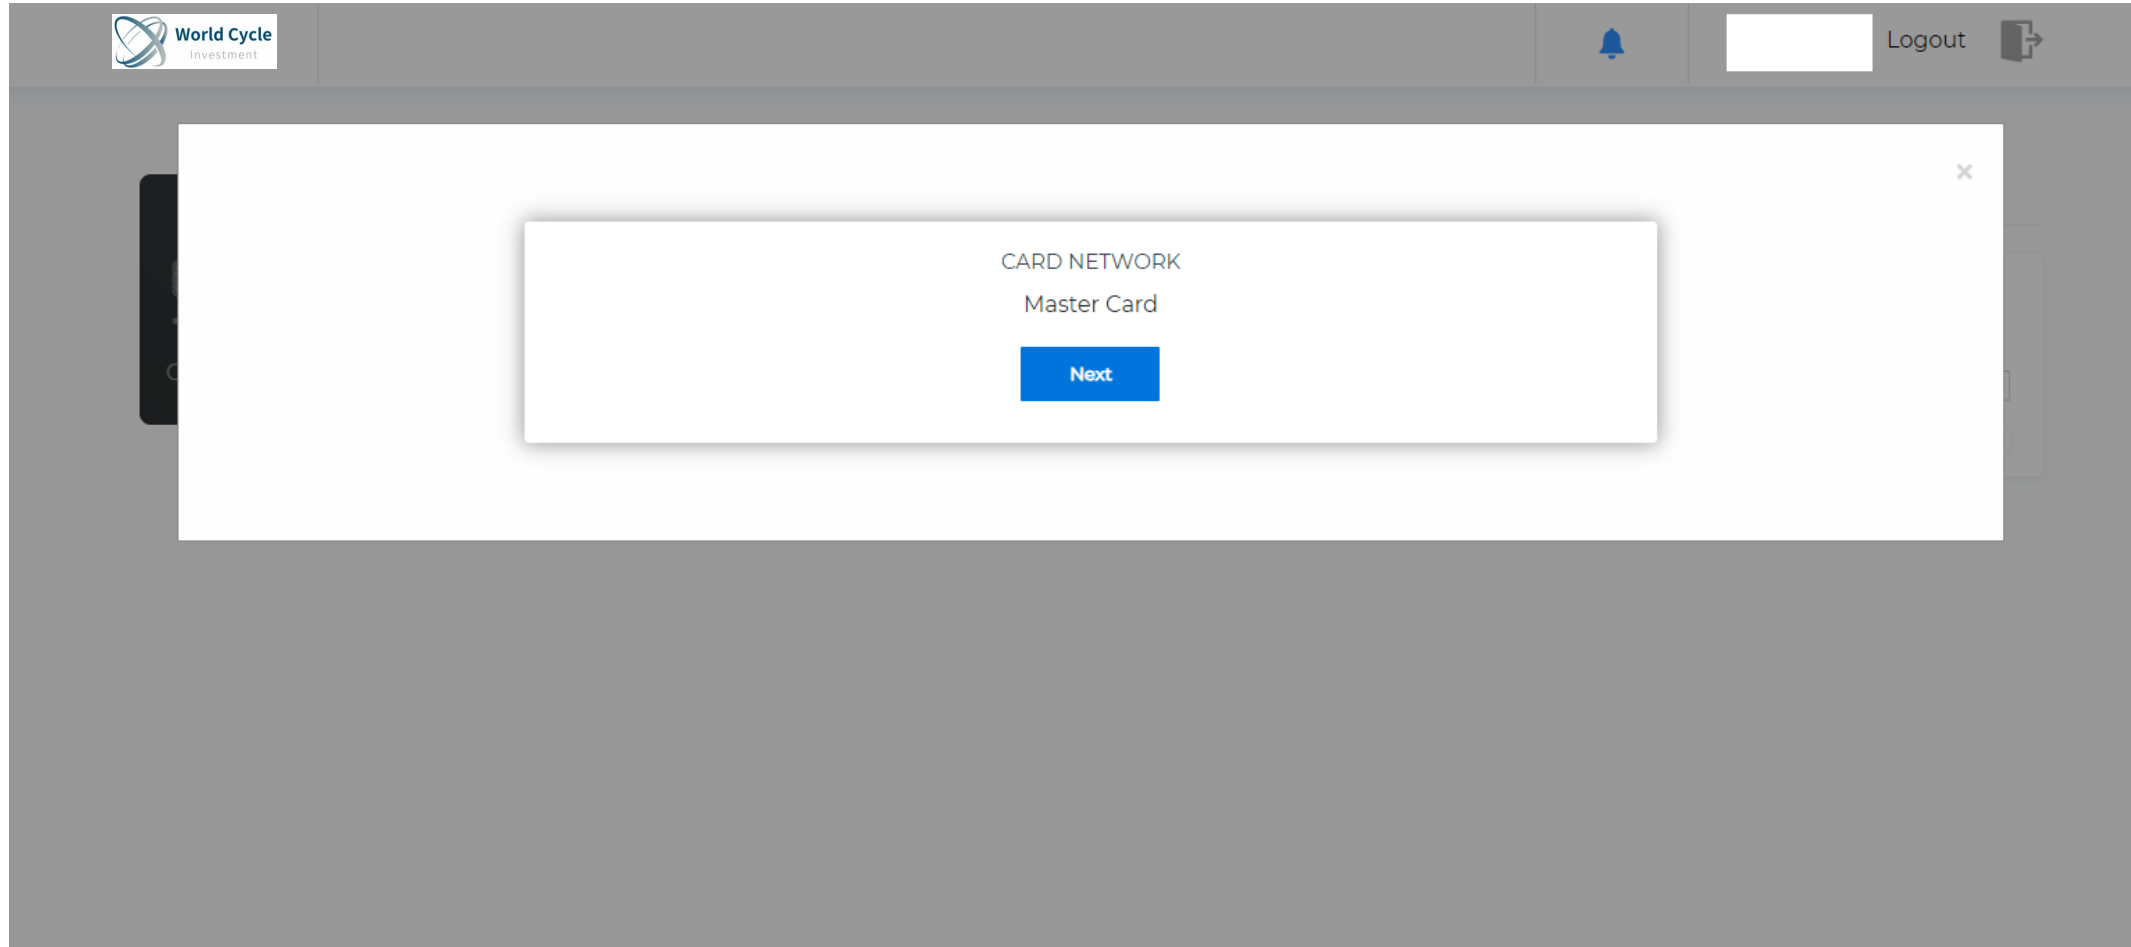 World Cycle
Investment
Logout
×
CARD NETWORK
Master Card
Next